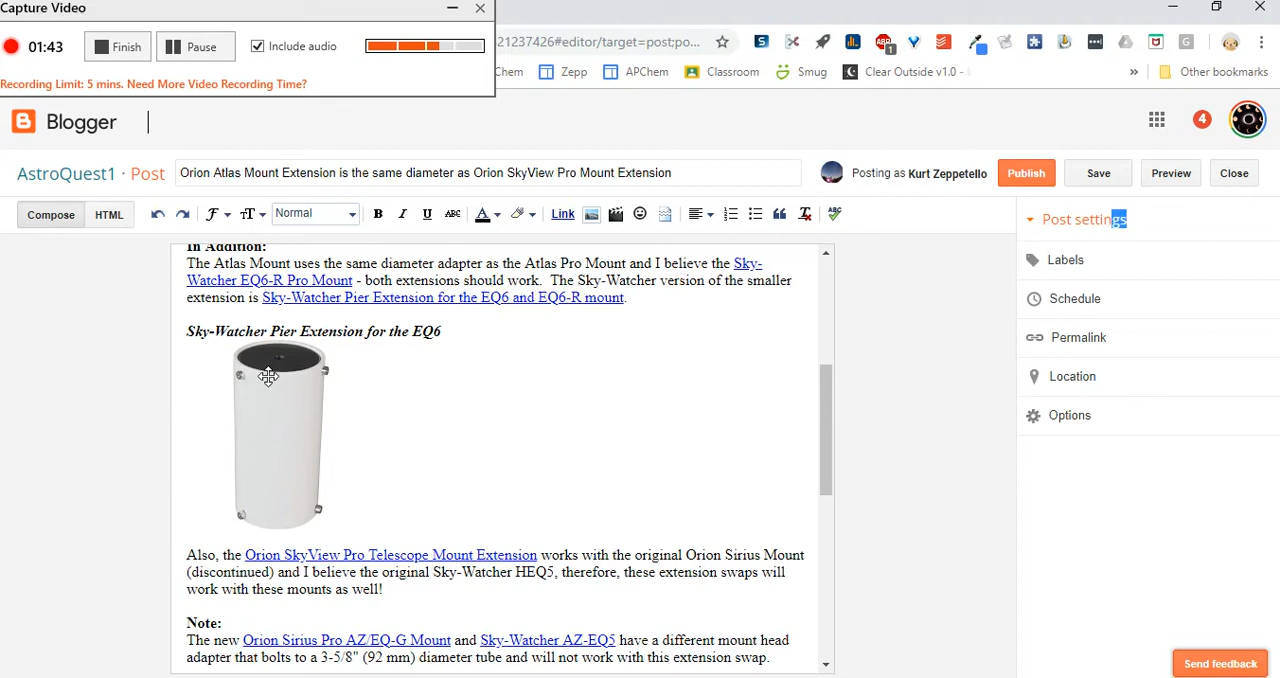 Capture Video
01:43 Finish Pause Include audio
Recording Limit: 5 mins. Need More Video Recording Time?
21237426#editor/target=post;po...
1
Chem Zepp APChem Classroom Smug Clear Outside v1.0 - » Other bookmarks
Blogger
4
AstroQuest1 · Post Orion Atlas Mount Extension is the same diameter as Orion SkyView Pro Mount Extension Posting as Kurt Zeppetello Publish Save Preview Close
Compose HTML Normal B I U ABC A Link
Post settings
Labels
Schedule
Permalink
Location
Options
In Addition:
The Atlas Mount uses the same diameter adapter as the Atlas Pro Mount and I believe the Sky-
Watcher EQ6-R Pro Mount - both extensions should work. The Sky-Watcher version of the smaller
extension is Sky-Watcher Pier Extension for the EQ6 and EQ6-R mount.
Sky-Watcher Pier Extension for the EQ6
Also, the Orion SkyView Pro Telescope Mount Extension works with the original Orion Sirius Mount
(discontinued) and I believe the original Sky-Watcher HEQ5, therefore, these extension swaps will
work with these mounts as well!
Note:
The new Orion Sirius Pro AZ/EQ-G Mount and Sky-Watcher AZ-EQ5 have a different mount head
adapter that bolts to a 3-5/8" (92 mm) diameter tube and will not work with this extension swap.
Send feedback